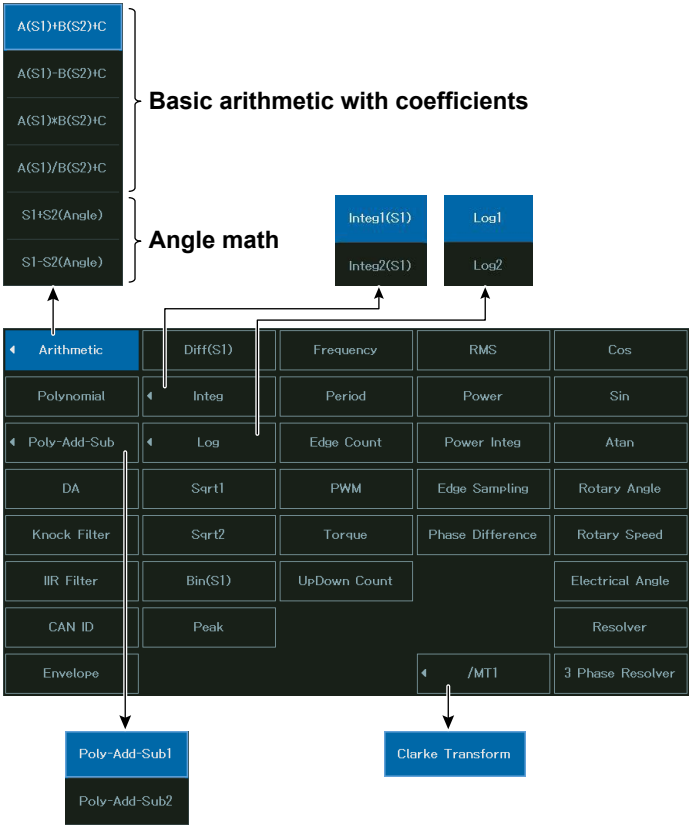 A(S1)+B(S2)+C
A(S1)-B(S2)+C
A(S1)*B(S2)+C
A(S1)/B(S2)+C
Basic arithmetic with coefficients
S1+S2(Angle)
S1-S2(Angle)
Angle math
Integ1(S1)
Integ2(S1)
Log1
Log2
Arithmetic
Diff(S1)
Frequency
RMS
Cos
Polynomial
Integ
Period
Power
Sin
Poly-Add-Sub
Log
Edge Count
Power Integ
Atan
DA
Sqrt1
PWM
Edge Sampling
Rotary Angle
Knock Filter
Sqrt2
Torque
Phase Difference
Rotary Speed
IIR Filter
Bin(S1)
UpDown Count
Electrical Angle
CAN ID
Peak
Resolver
Envelope
/MT1
3 Phase Resolver
Poly-Add-Sub1
Poly-Add-Sub2
Clarke Transform